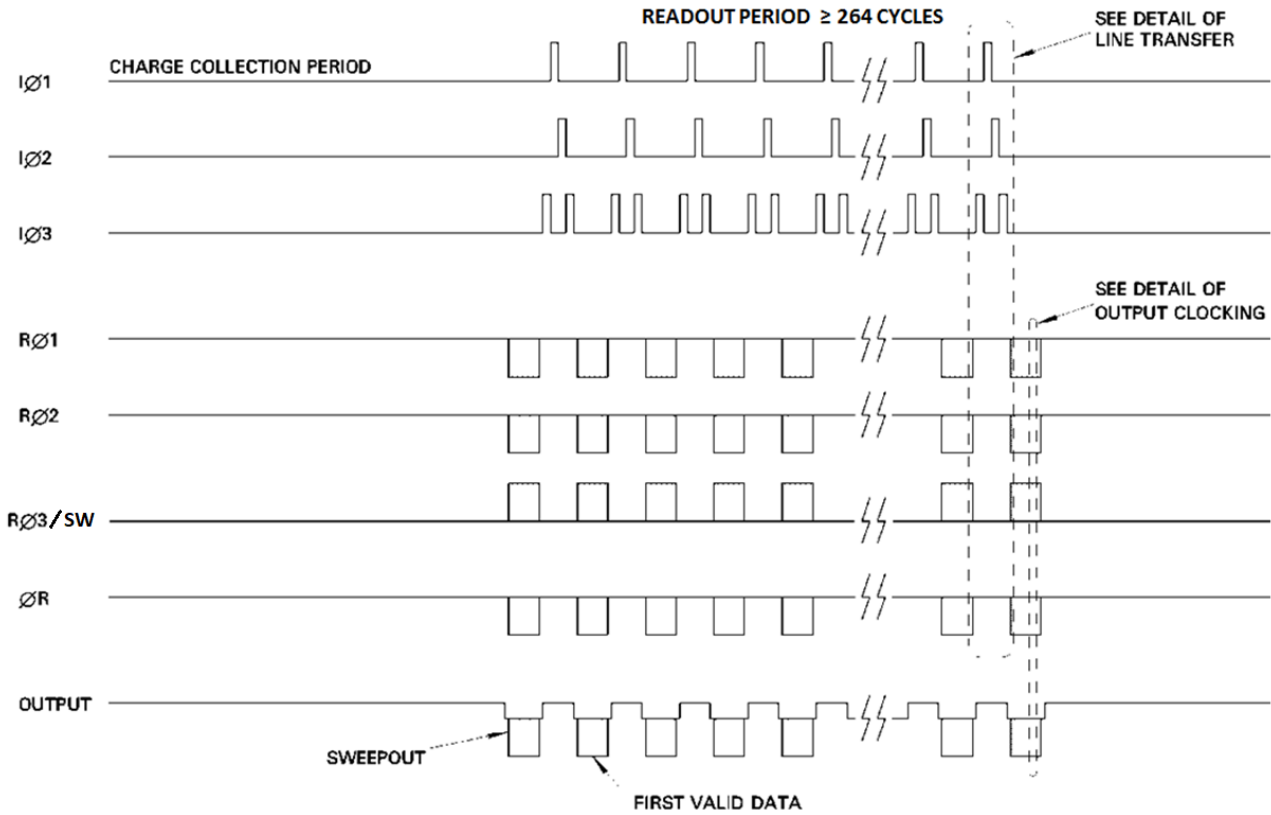 READOUT PERIOD ≥ 264 CYCLES
SEE DETAIL OF
LINE TRANSFER
CHARGE COLLECTION PERIOD
IØ1
IØ2
IØ3
SEE DETAIL OF
OUTPUT CLOCKING
RØ1
RØ2
RØ3/SW
ØR
OUTPUT
SWEEPOUT
FIRST VALID DATA